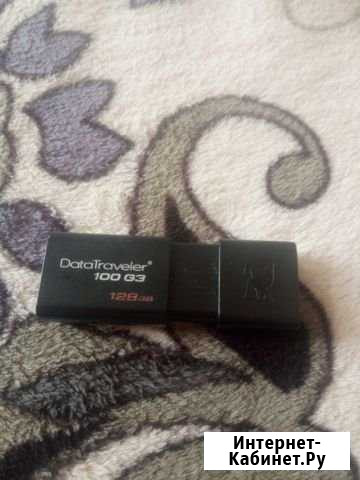 DataTraveler®
100 G3
128GB
Интернет-
Кабинет.Ру